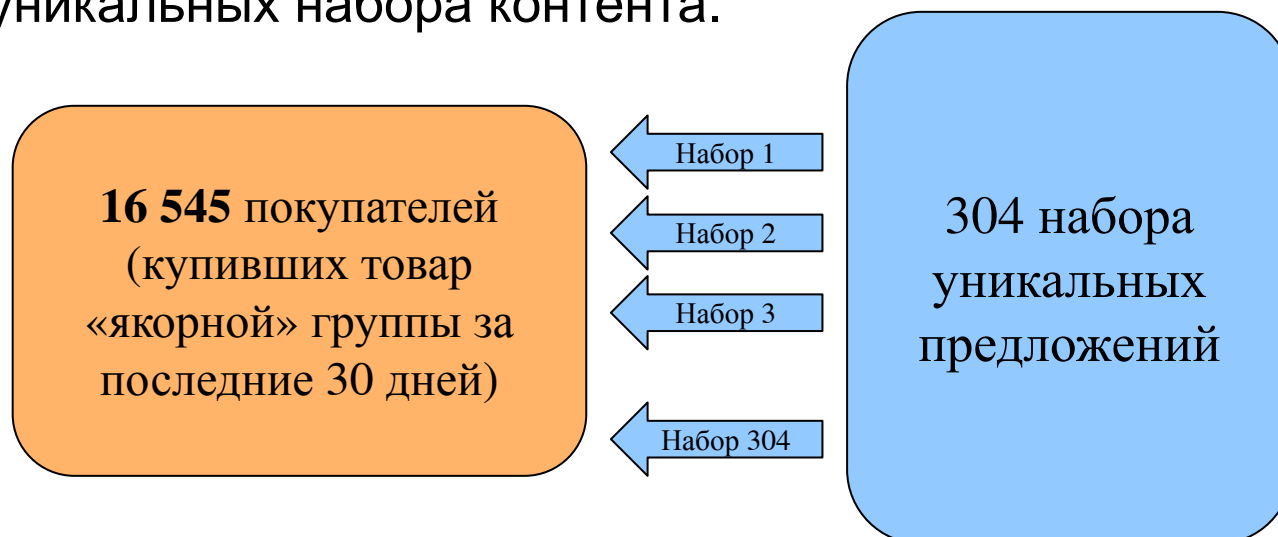 уникальных набора контента.
16 545 покупателей
(купивших товар
«якорной» группы за
последние 30 дней)
Набор 1
Набор 2
Набор 3
Набор 304
304 набора
уникальных
предложений